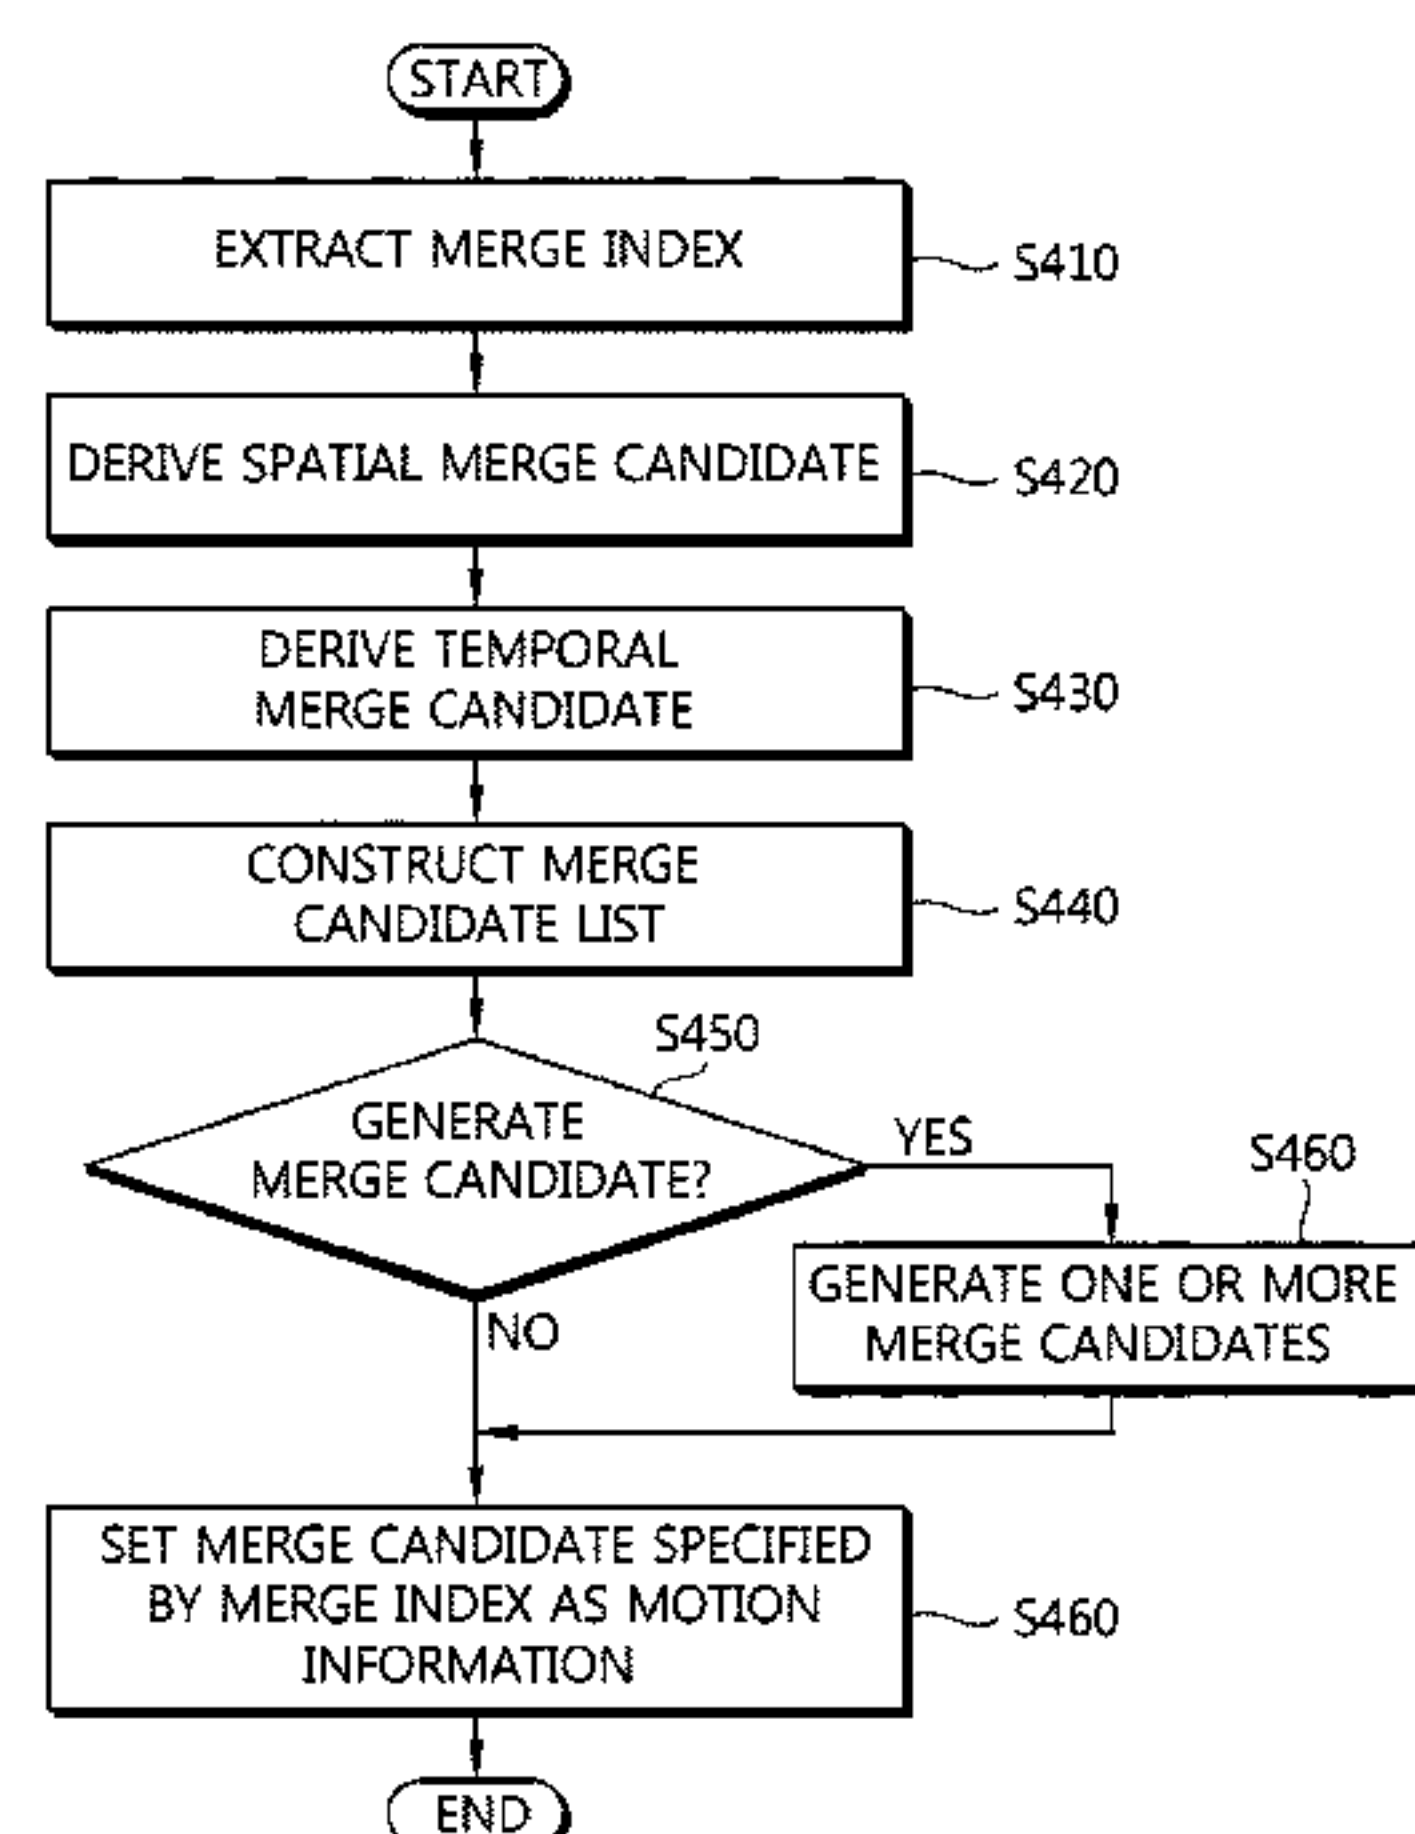 START
EXTRACT MERGE INDEX
S410
DERIVE SPATIAL MERGE CANDIDATE
S420
DERIVE TEMPORAL
MERGE CANDIDATE
S430
CONSTRUCT MERGE
CANDIDATE LIST
S440
S450
GENERATE
MERGE CANDIDATE?
YES
S460
GENERATE ONE OR MORE
MERGE CANDIDATES
NO
SET MERGE CANDIDATE SPECIFIED
BY MERGE INDEX AS MOTION
INFORMATION
S460
END